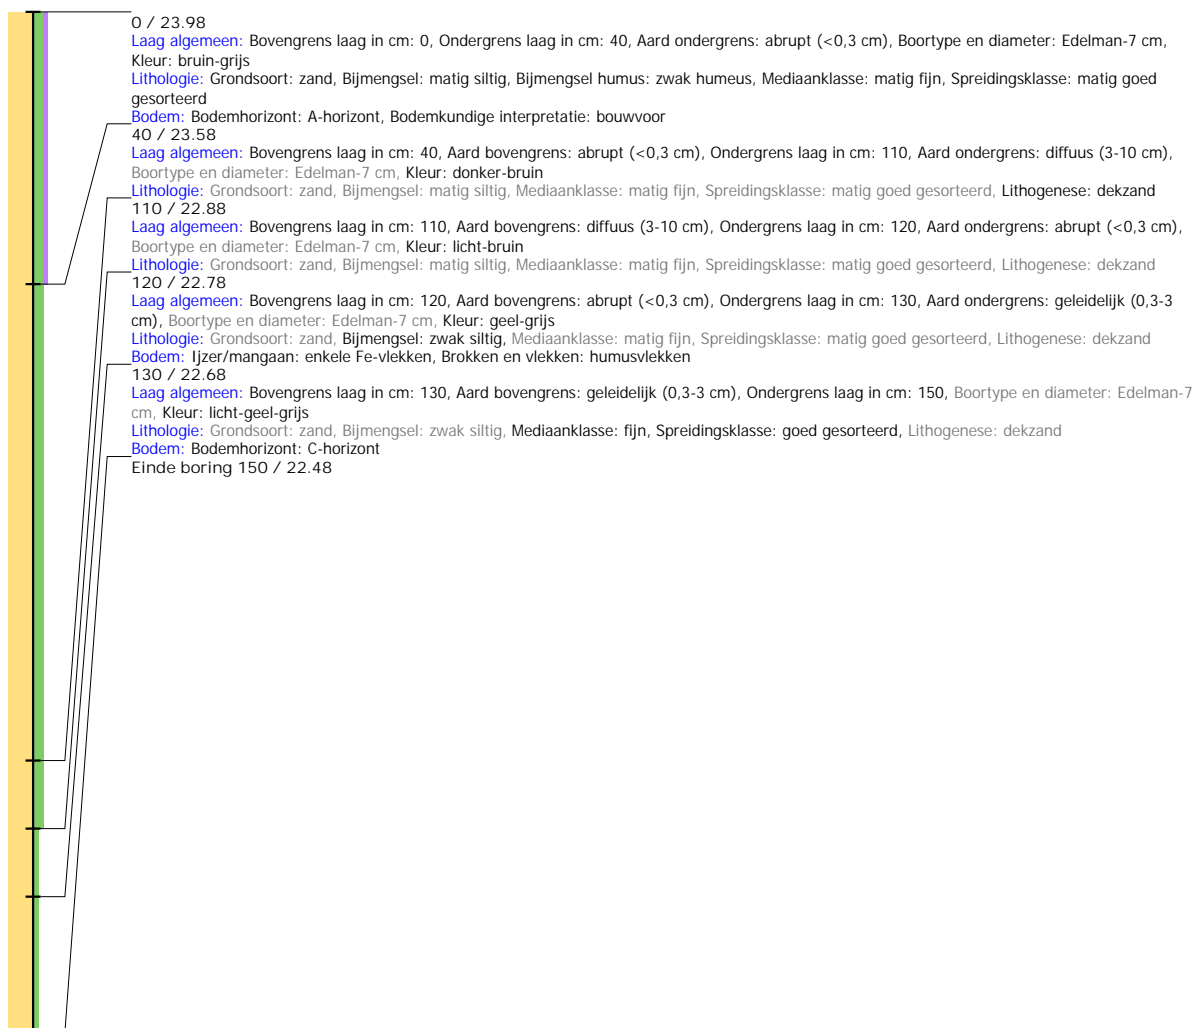 0 / 23.98
Laag algemeen: Bovengrens laag in cm: 0, Ondergrens laag in cm: 40, Aard ondergrens: abrupt (<0,3 cm), Boortype en diameter: Edelman-7 cm,
Kleur: bruin-grijs
Lithologie: Grondsoort: zand, Bijmengsel: matig siltig, Bijmengsel humus: zwak humeus, Mediaanklasse: matig fijn, Spreidingsklasse: matig goed
gesorteerd
Bodem: Bodemhorizont: A-horizont, Bodemkundige interpretatie: bouwvoor
40 / 23.58
Laag algemeen: Bovengrens laag in cm: 40, Aard bovengrens: abrupt (<0,3 cm), Ondergrens laag in cm: 110, Aard ondergrens: diffuus (3-10 cm),
Boortype en diameter: Edelman-7 cm, Kleur: donker-bruin
Lithologie: Grondsoort: zand, Bijmengsel: matig siltig, Mediaanklasse: matig fijn, Spreidingsklasse: matig goed gesorteerd, Lithogenese: dekzand
110 / 22.88
Laag algemeen: Bovengrens laag in cm: 110, Aard bovengrens: diffuus (3-10 cm), Ondergrens laag in cm: 120, Aard ondergrens: abrupt (<0,3 cm),
Boortype en diameter: Edelman-7 cm, Kleur: licht-bruin
Lithologie: Grondsoort: zand, Bijmengsel: matig siltig, Mediaanklasse: matig fijn, Spreidingsklasse: matig goed gesorteerd, Lithogenese: dekzand
120 / 22.78
Laag algemeen: Bovengrens laag in cm: 120, Aard bovengrens: abrupt (<0,3 cm), Ondergrens laag in cm: 130, Aard ondergrens: geleidelijk (0,3-3
cm), Boortype en diameter: Edelman-7 cm, Kleur: geel-grijs
Lithologie: Grondsoort: zand, Bijmengsel: zwak siltig, Mediaanklasse: matig fijn, Spreidingsklasse: matig goed gesorteerd, Lithogenese: dekzand
Bodem: Ijzer/mangaan: enkele Fe-vlekken, Brokken en vlekken: humusvlekken
130 / 22.68
Laag algemeen: Bovengrens laag in cm: 130, Aard bovengrens: geleidelijk (0,3-3 cm), Ondergrens laag in cm: 150, Boortype en diameter: Edelman-7
cm, Kleur: licht-geel-grijs
Lithologie: Grondsoort: zand, Bijmengsel: zwak siltig, Mediaanklasse: fijn, Spreidingsklasse: goed gesorteerd, Lithogenese: dekzand
Bodem: Bodemhorizont: C-horizont
Einde boring 150 / 22.48